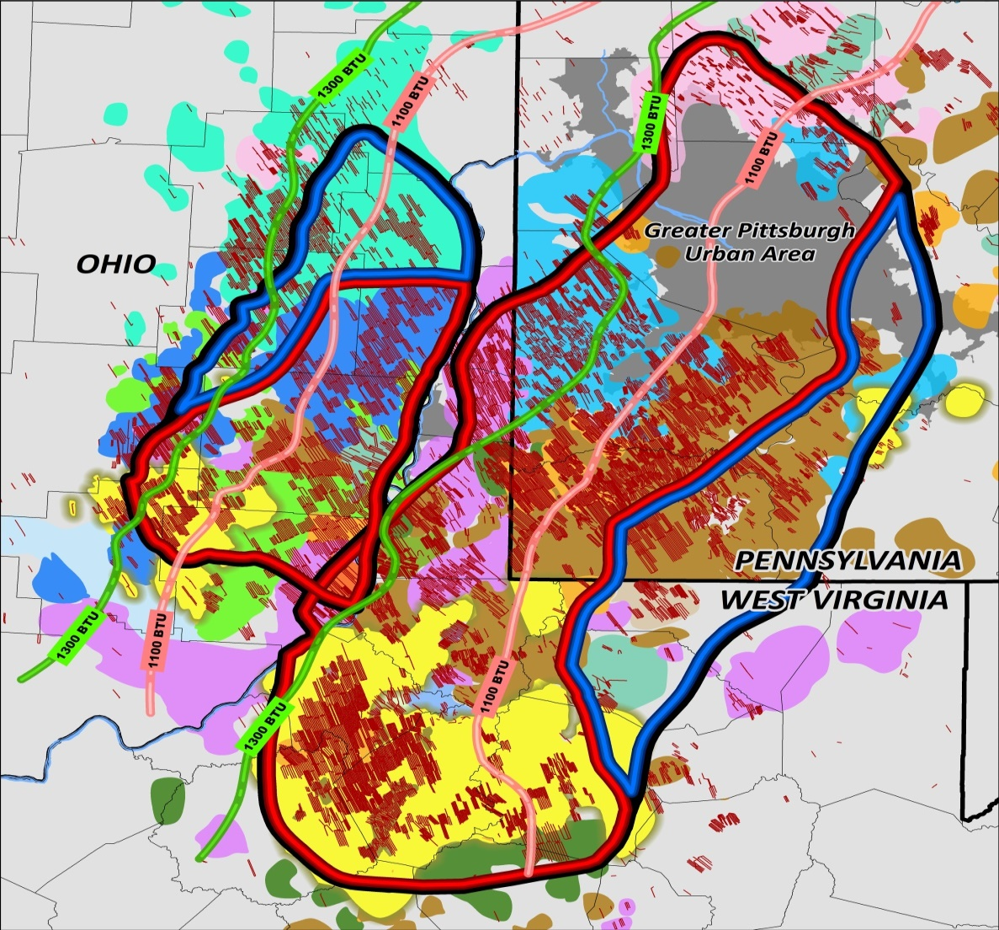 1300 BTU
1100 BTU
1300 BTU
1100 BTU
Greater Pittsburgh
Urban Area
OHIO
PENNSYLVANIA
WEST VIRGINIA
1300 BTU
1100 BTU
1100 BTU
1300 BTU